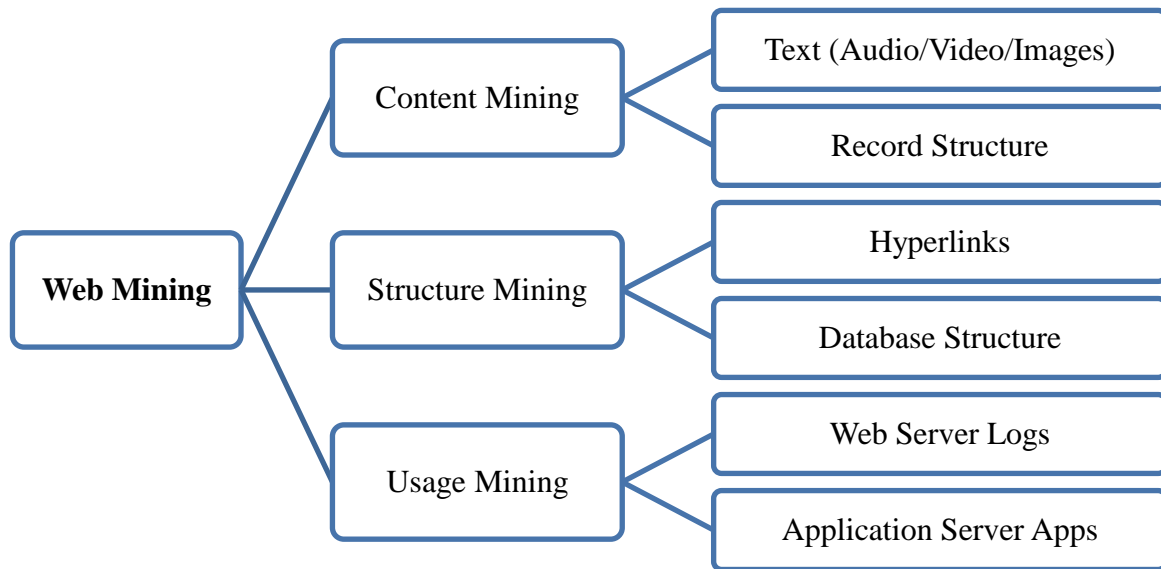 Web Mining
Content Mining
Text (Audio/Video/Images)
Record Structure
Structure Mining
Hyperlinks
Database Structure
Usage Mining
Web Server Logs
Application Server Apps